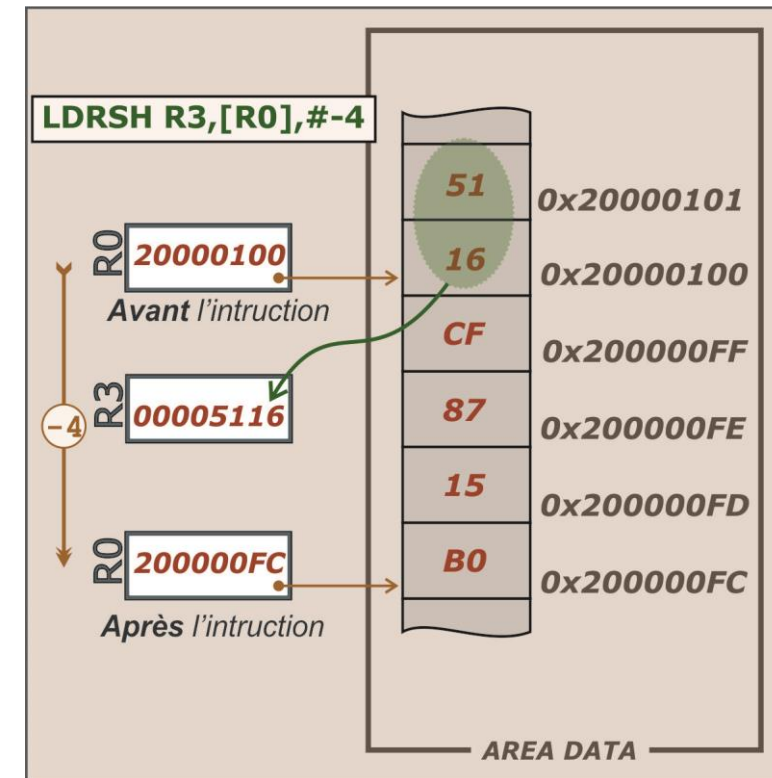 LDRSH R3,[R0],#-4
51
0x20000101
R0
20000100
16
0x20000100
Avant l'intruction
CF
0x200000FF
R3
00005116
-4
87
0x200000FE
15
0x200000FD
R0
200000FC
B0
0x200000FC
Après l'intruction
AREA DATA